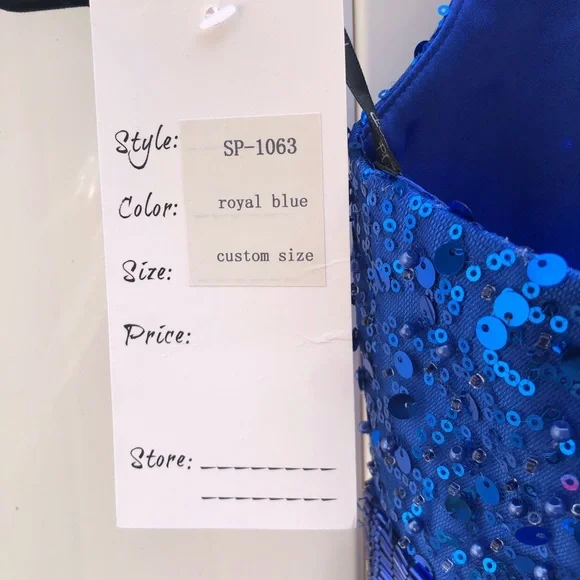 Style: SP-1063
Color: royal blue
Size: custom size
Price:
Store: